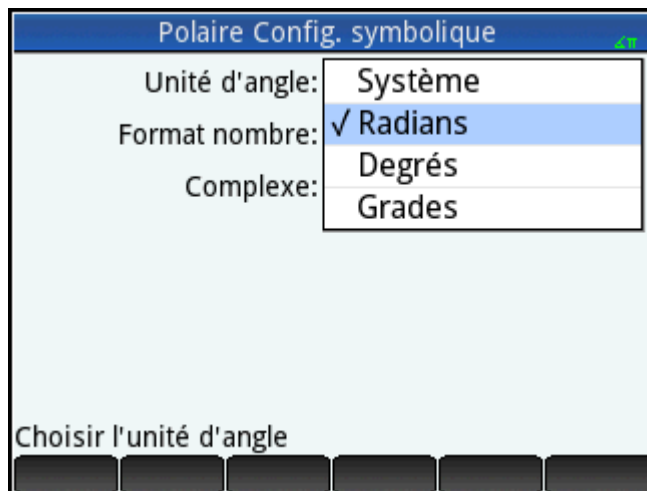 Polaire Config. symbolique
∡π
Unité d'angle:
Système
Format nombre:
√ Radians
Degrés
Complexe:
Grades
Choisir l'unité d'angle